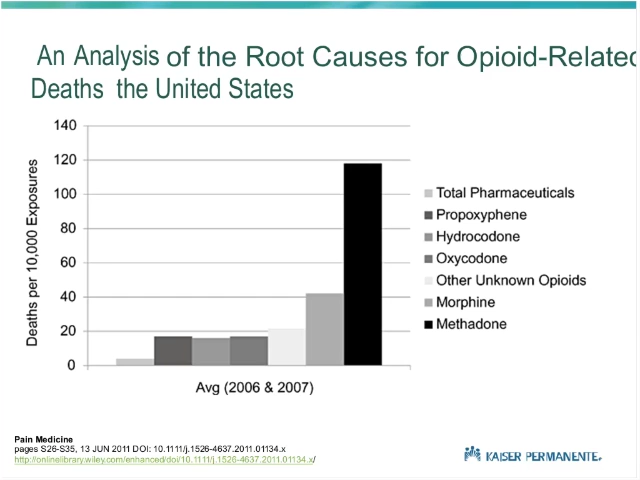 An Analysis of the Root Causes for Opioid-Related
Deaths the United States
140
120
100
80
60
40
20
0
Deaths per 10,000 Exposures
Avg (2006 & 2007)
Total Pharmaceuticals
Propoxyphene
Hydrocodone
Oxycodone
Other Unknown Opioids
Morphine
Methadone
Pain Medicine
pages S26-S35, 13 JUN 2011 DOI: 10.1111/j.1526-4637.2011.01134.x
http://onlinelibrary.wiley.com/enhanced/doi/10.1111/j.1526-4637.2011.01134.x/
KAISER PERMANENTE.